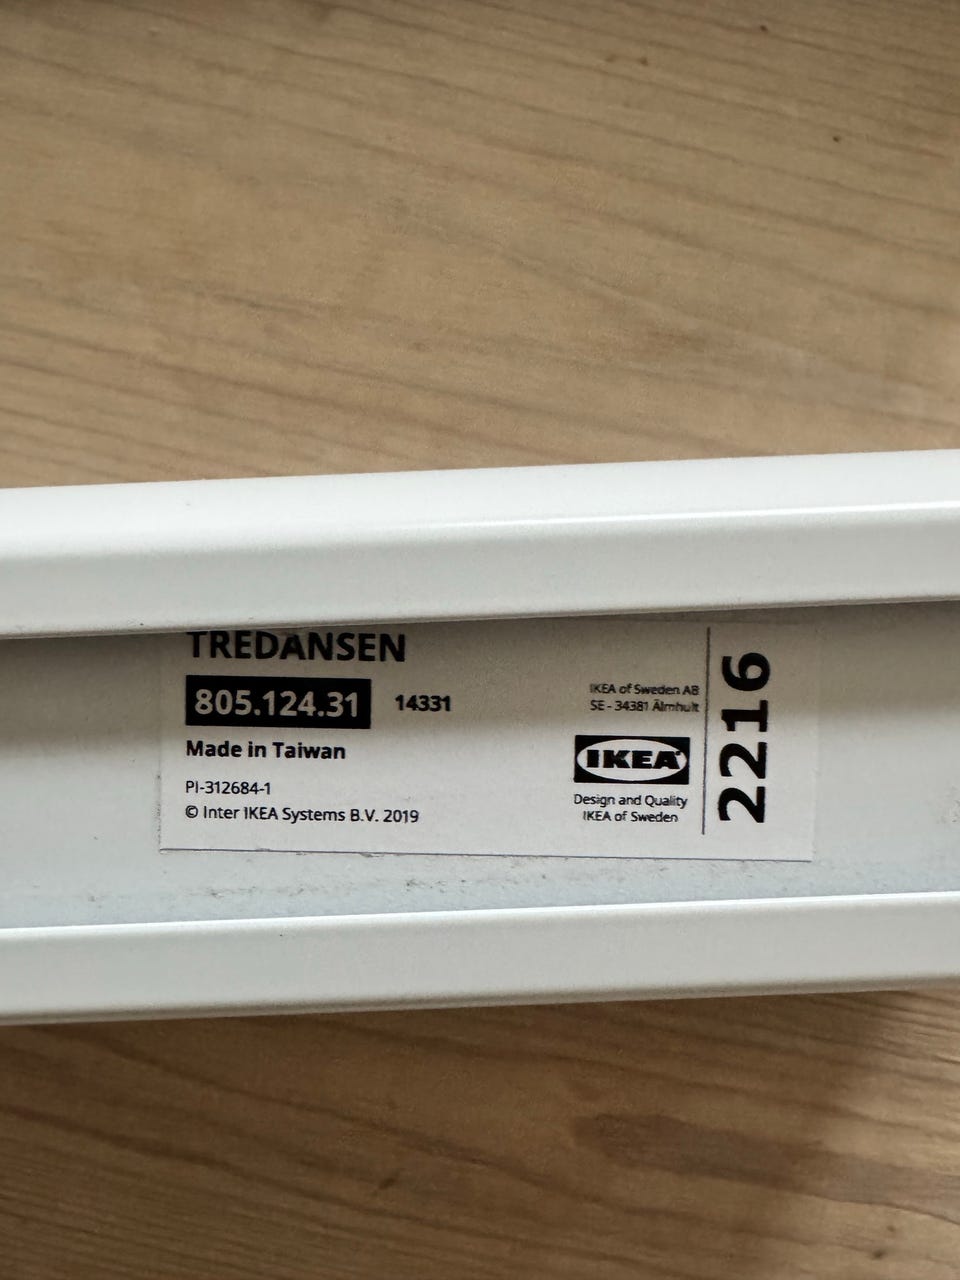 TREDANSEN
805.124.31 14331
Made in Taiwan
PI-312684-1
© Inter IKEA Systems B.V. 2019
IKEA of Sweden AB
SE - 34381 Älmhult
IKEA
Design and Quality
IKEA of Sweden
2216